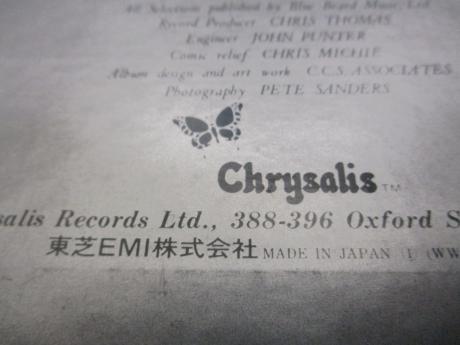 All Selections published by Blue Beard Music, Ltd.
Record Producer CHRIS THOMAS
Engineer JOHN PUNTER
Comic relief CHRIS MICHIE
Album design and art work C.C.S. ASSOCIATES
Photography PETE SANDERS
Chrysalis TM
salis Records Ltd., 388-396 Oxford S
東芝EMI株式会社 MADE IN JAPAN (I) (WW